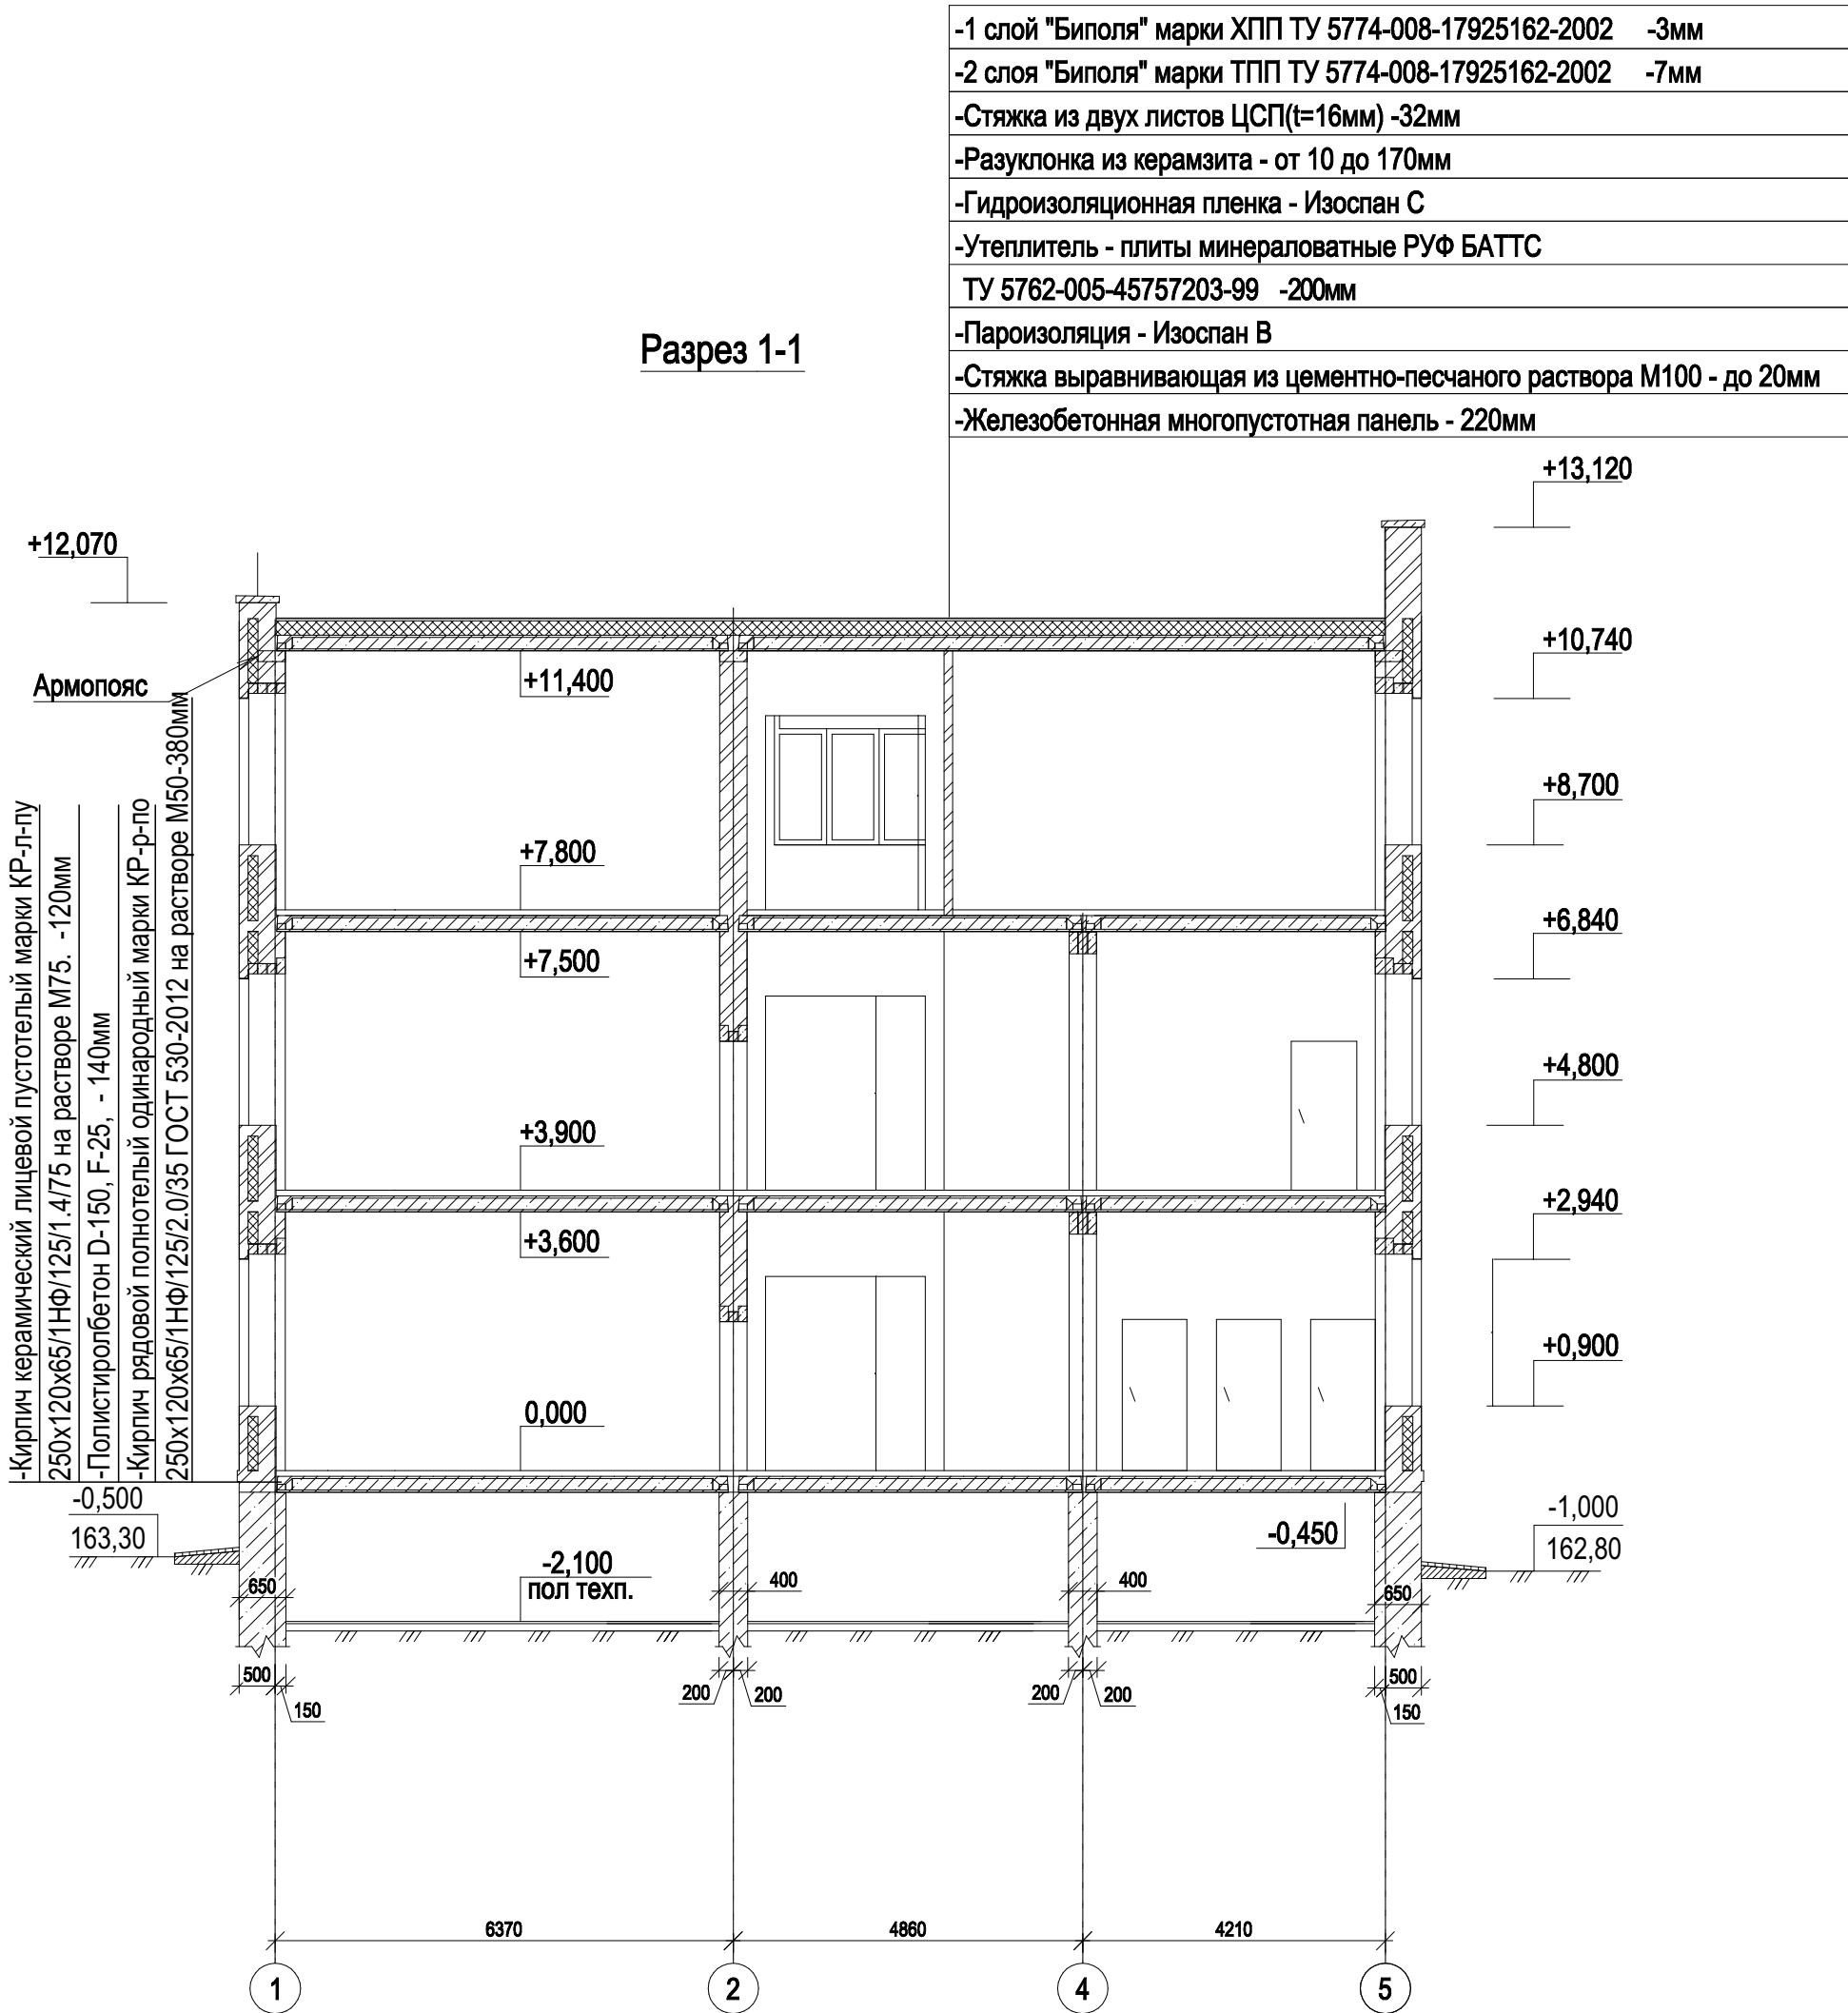 -1 слой "Биполя" марки ХПП ТУ 5774-008-17925162-2002 -3мм
-2 слоя "Биполя" марки ТПП ТУ 5774-008-17925162-2002 -7мм
-Стяжка из двух листов ЦСП(t=16мм) -32мм
-Разуклонка из керамзита - от 10 до 170мм
-Гидроизоляционная пленка - Изоспан С
-Утеплитель - плиты минераловатные РУФ БАТТС
ТУ 5762-005-45757203-99 -200мм
-Пароизоляция - Изоспан В
-Стяжка выравнивающая из цементно-песчаного раствора М100 - до 20мм
-Железобетонная многопустотная панель - 220мм
Разрез 1-1
+13,120
+12,070
+10,740
Армопояс
+11,400
+8,700
+7,800
+6,840
+7,500
+4,800
+3,900
+2,940
+3,600
+0,900
0,000
-Кирпич керамический лицевой пустотелый марки КР-л-пу
250х120х65/1НФ/125/1.4/75 на растворе М75. -120мм
-Полистиролбетон D-150, F-25, - 140мм
-Кирпич рядовой полнотелый одинародный марки КР-р-по
250х120х65/1НФ/125/2.0/35 ГОСТ 530-2012 на растворе М50-380мм
-0,500
163,30
-1,000
162,80
-0,450
-2,100
пол техп.
650
400
400
650
500
150
200
200
200
200
500
150
6370
4860
4210
1
2
4
5